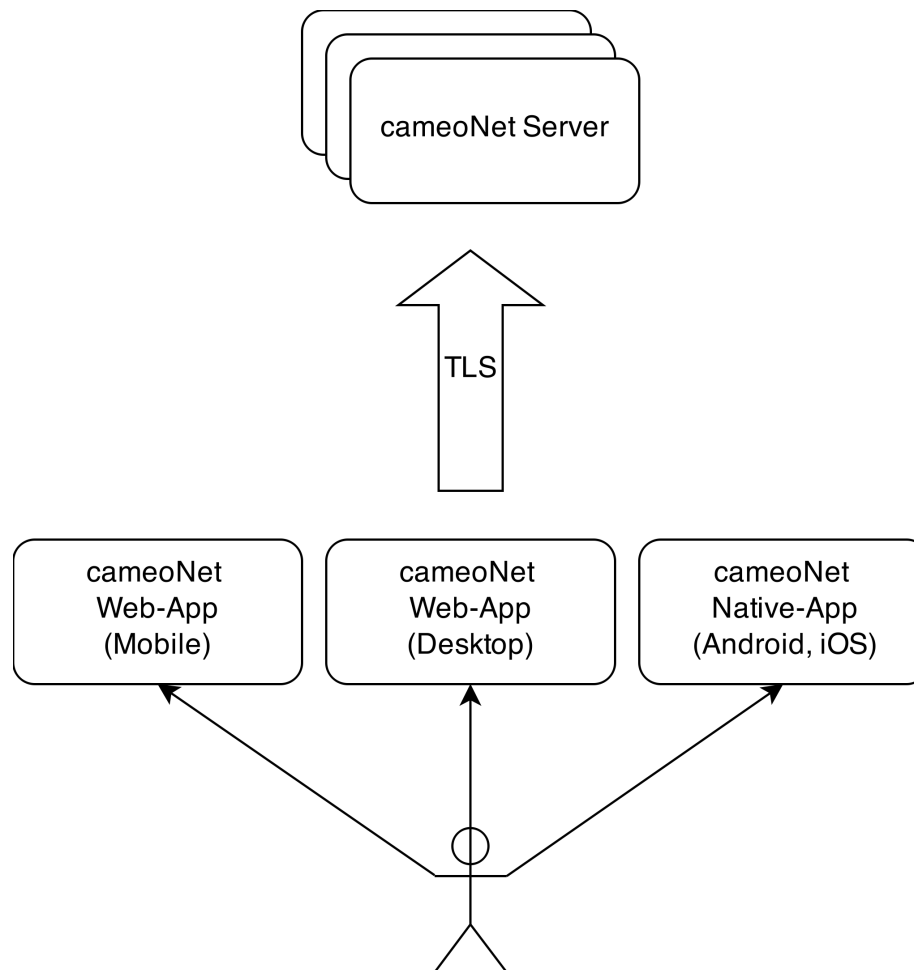 cameoNet Server
TLS
cameoNet
Web-App
(Mobile)
cameoNet
Web-App
(Desktop)
cameoNet
Native-App
(Android, iOS)